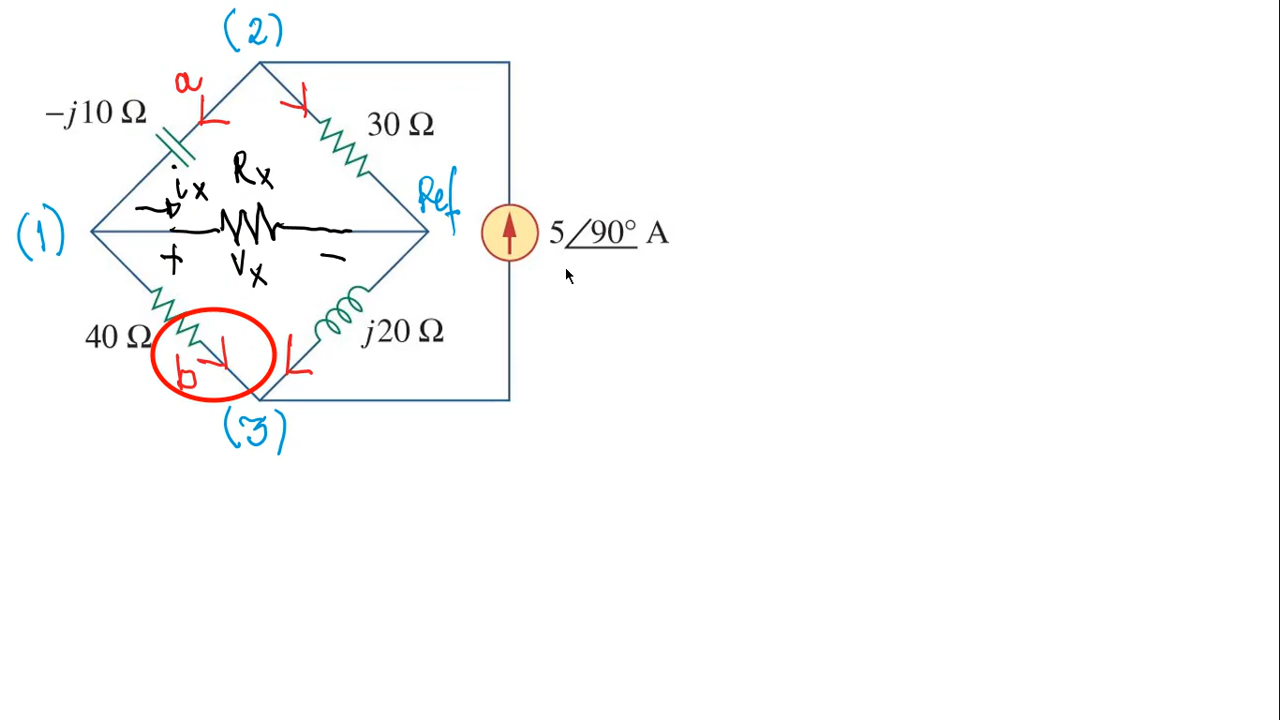 (2)
a
−j10 Ω
30 Ω
Rx
ix
Ref
(1)
5∠90° A
+
Vx
−
40 Ω
b
j20 Ω
(3)